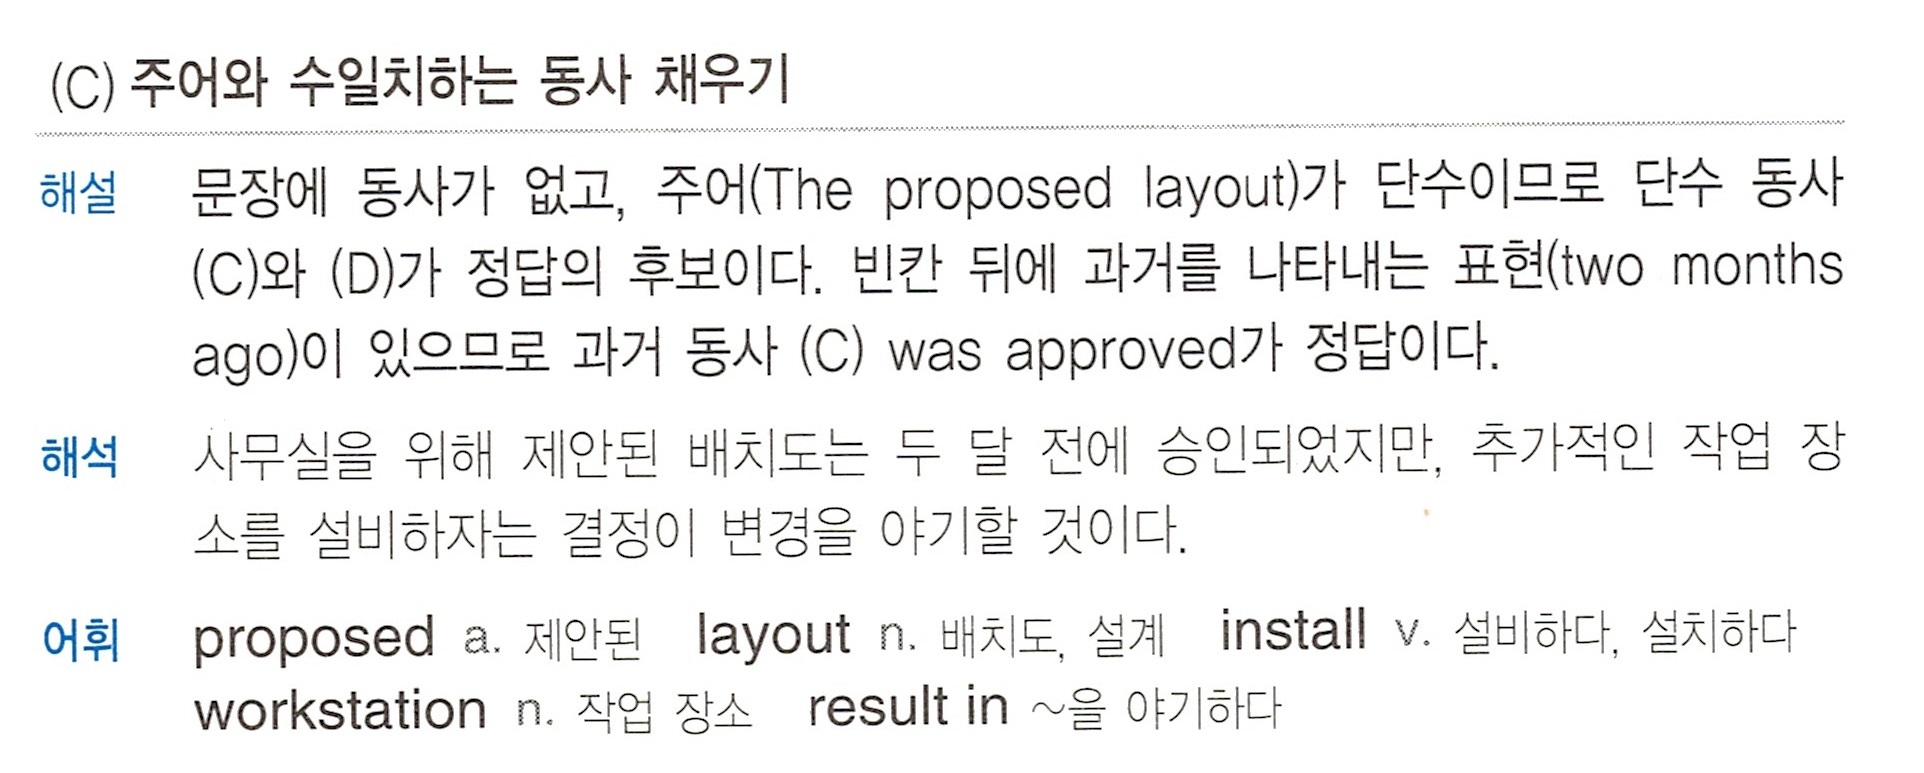 (C) 주어와 수일치하는 동사 채우기
해설 문장에 동사가 없고, 주어(The proposed layout)가 단수이므로 단수 동사
(C)와 (D)가 정답의 후보이다. 빈칸 뒤에 과거를 나타내는 표현(two months
ago)이 있으므로 과거 동사 (C) was approved가 정답이다.
해석 사무실을 위해 제안된 배치도는 두 달 전에 승인되었지만, 추가적인 작업 장
소를 설비하자는 결정이 변경을 야기할 것이다.
어휘 proposed a. 제안된 layout n. 배치도, 설계 install v. 설비하다, 설치하다
workstation n. 작업 장소 result in ~을 야기하다